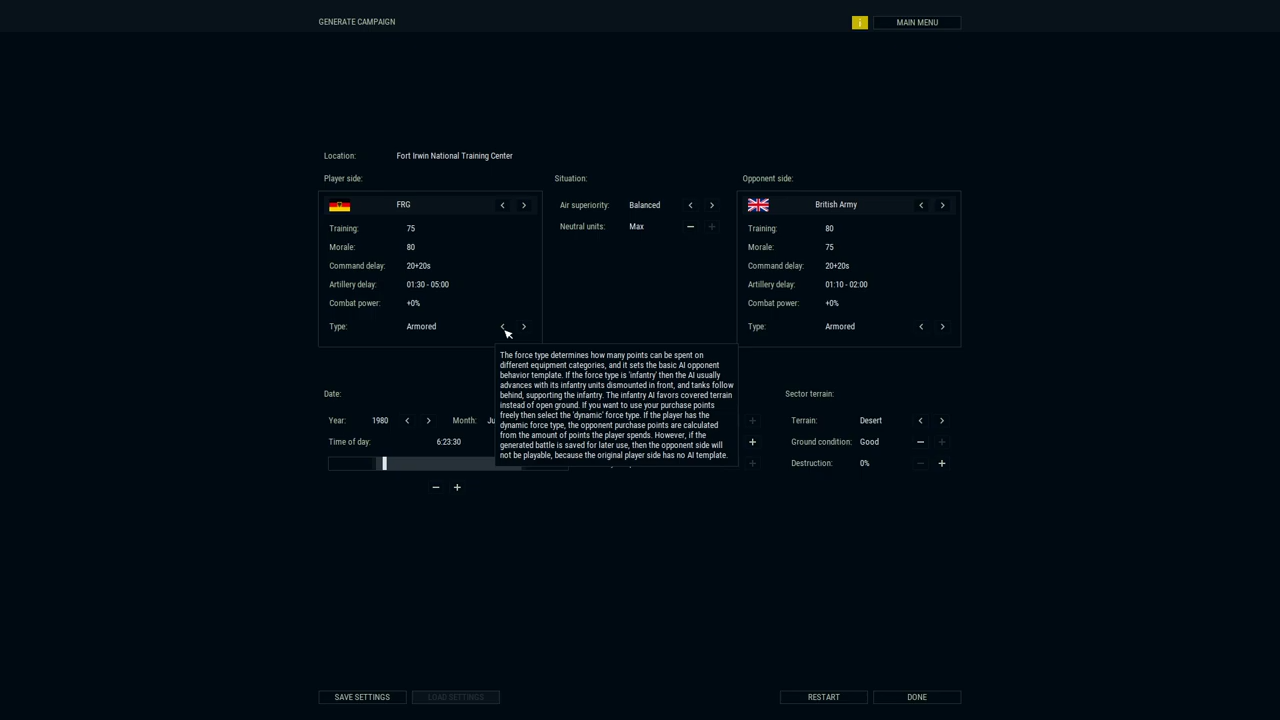 GENERATE CAMPAIGN
i
MAIN MENU
Location: Fort Irwin National Training Center
Player side:
Situation:
Opponent side:
FRG
Training: 75
Morale: 80
Command delay: 20+20s
Artillery delay: 01:30 - 05:00
Combat power: +0%
Type: Armored
Air superiority: Balanced
Neutral units: Max
British Army
Training: 80
Morale: 75
Command delay: 20+20s
Artillery delay: 01:10 - 02:00
Combat power: +0%
Type: Armored
The force type determines how many points can be spent on
different equipment categories, and it sets the basic AI opponent
behavior template. If the force type is 'infantry' then the AI usually
advances with its infantry units dismounted in front, and tanks follow
behind, supporting the infantry. The infantry AI favors covered terrain
instead of open ground. If you want to use your purchase points
freely then select the 'dynamic' force type. If the player has the
dynamic force type, the opponent purchase points are calculated
from the amount of points the player spends. However, if the
generated battle is saved for later use, then the opponent side will
not be playable, because the original player side has no AI template.
Date:
Year: 1980
Month:
Time of day: 6:23:30
Sector terrain:
Terrain: Desert
Ground condition: Good
Destruction: 0%
SAVE SETTINGS
LOAD SETTINGS
RESTART
DONE